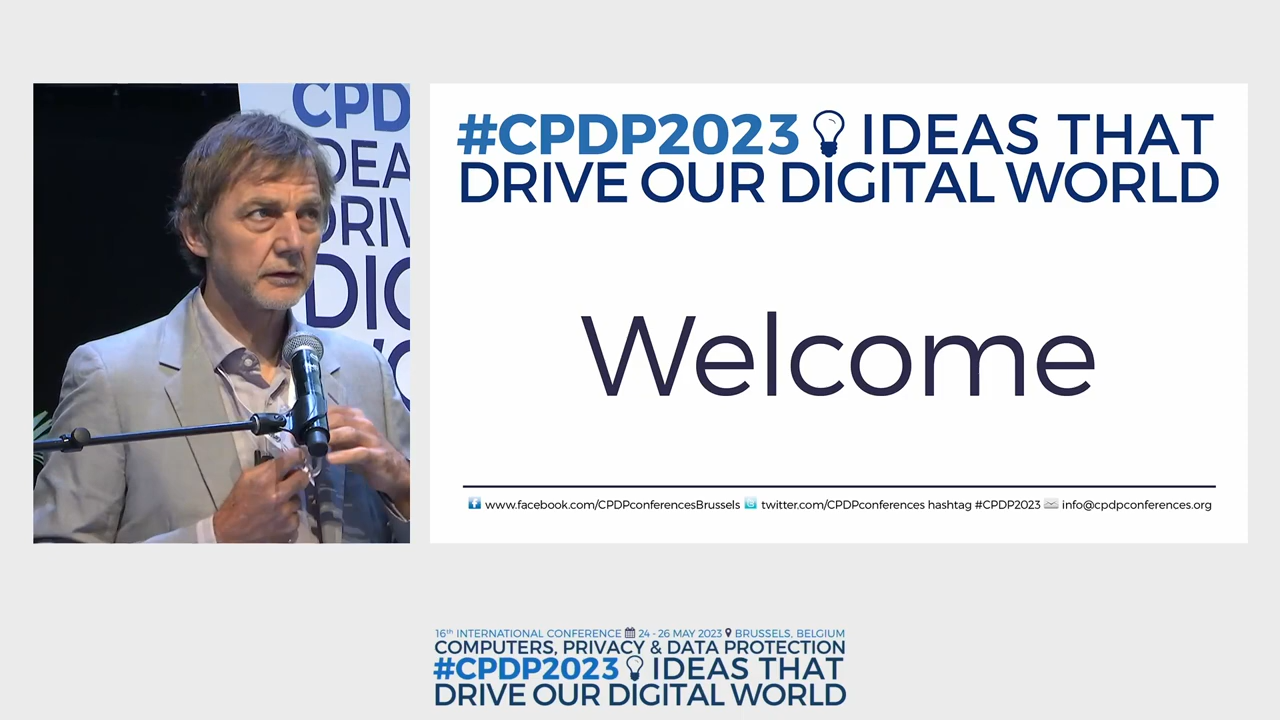 CPD
DEA
DRIV
DIG
#CPDP2023 IDEAS THAT
DRIVE OUR DIGITAL WORLD
Welcome
www.facebook.com/CPDPconferencesBrussels twitter.com/CPDPconferences hashtag #CPDP2023 info@cpdpconferences.org
16th INTERNATIONAL CONFERENCE 24 - 26 MAY 2023 BRUSSELS, BELGIUM
COMPUTERS, PRIVACY & DATA PROTECTION
#CPDP2023 IDEAS THAT
DRIVE OUR DIGITAL WORLD